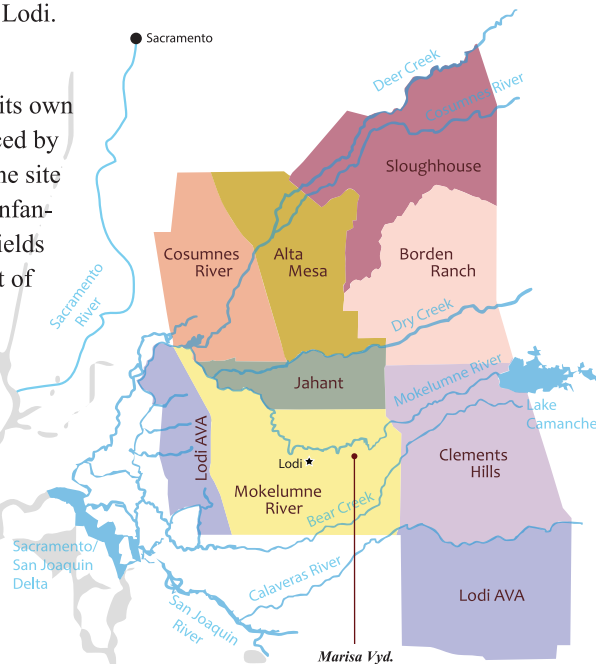 Lodi.
its own
ced by
ne site
nfan-
ields
t of
Sacramento
Deer Creek
Cosumnes River
Sloughhouse
Cosumnes
River
Alta
Mesa
Borden
Ranch
Sacramento
River
Dry Creek
Jahant
Mokelumne River
Lake
Camanche
Lodi AVA
Lodi
Clements
Hills
Mokelumne
River
Bear Creek
Sacramento/
San Joaquin
Delta
Calaveras River
San Joaquin
River
Lodi AVA
Marisa Vyd.